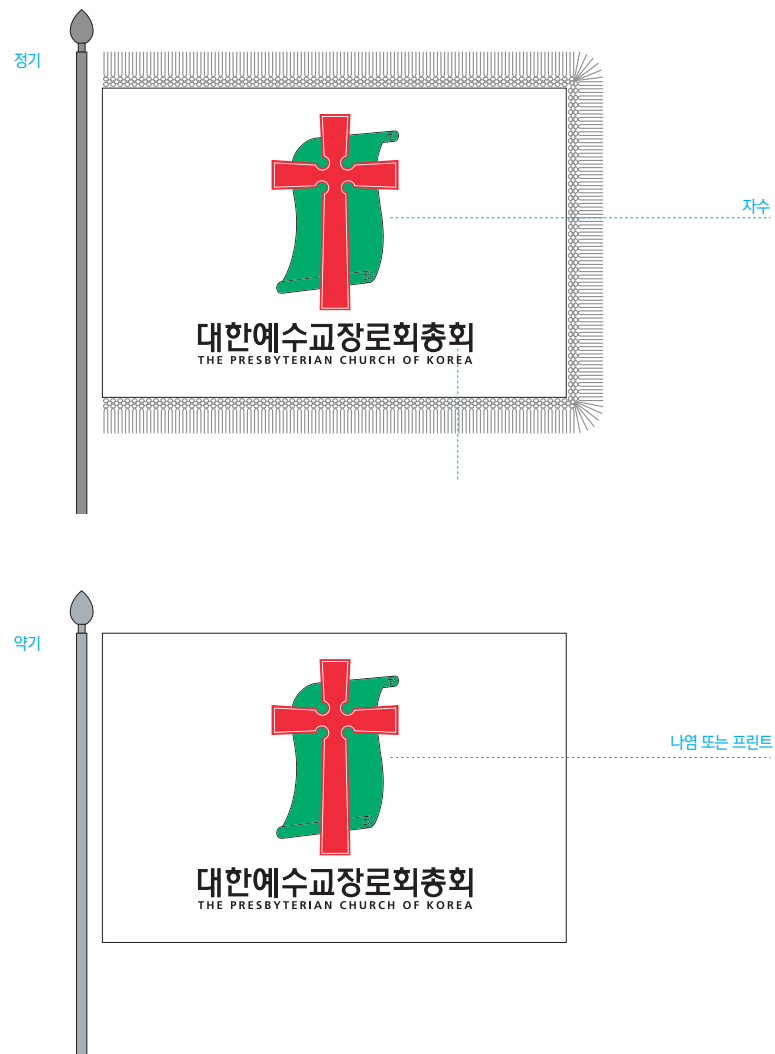 정기
자수
대한예수교장로회총회
THE PRESBYTERIAN CHURCH OF KOREA
약기
나염 또는 프린트
대한예수교장로회총회
THE PRESBYTERIAN CHURCH OF KOREA